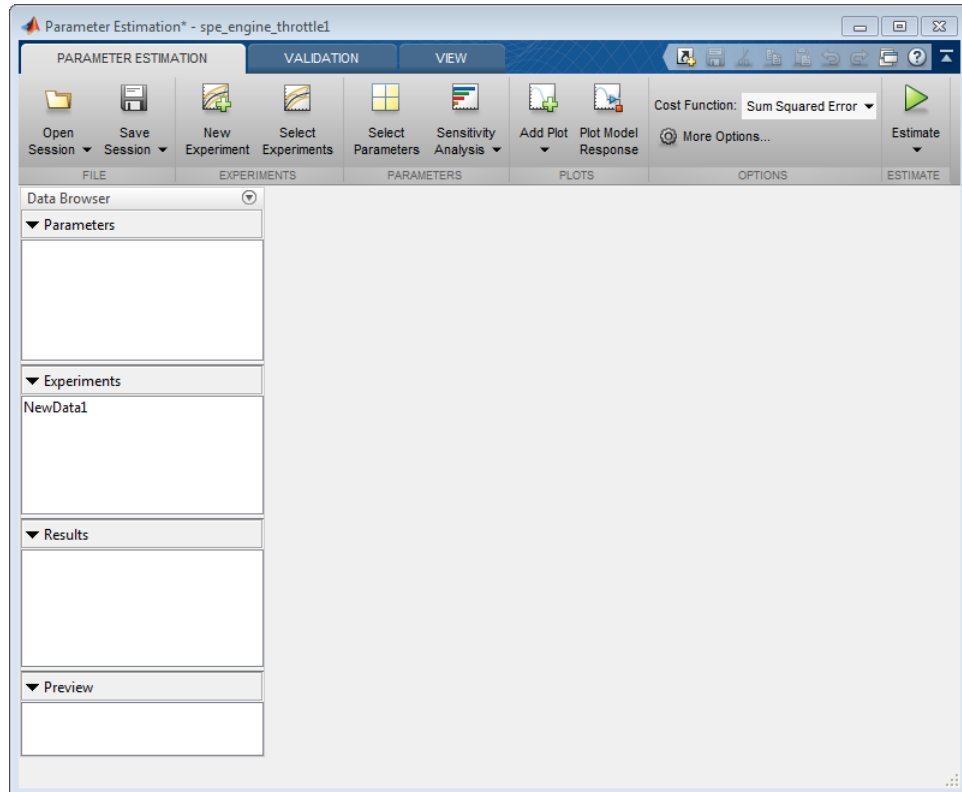 Parameter Estimation* - spe_engine_throttle1
PARAMETER ESTIMATION VALIDATION VIEW
Open Session Save Session New Experiment Select Experiments Select Parameters Sensitivity Analysis Add Plot Plot Model Response Cost Function: Sum Squared Error More Options... Estimate
FILE EXPERIMENTS PARAMETERS PLOTS OPTIONS ESTIMATE
Data Browser
Parameters
Experiments
NewData1
Results
Preview